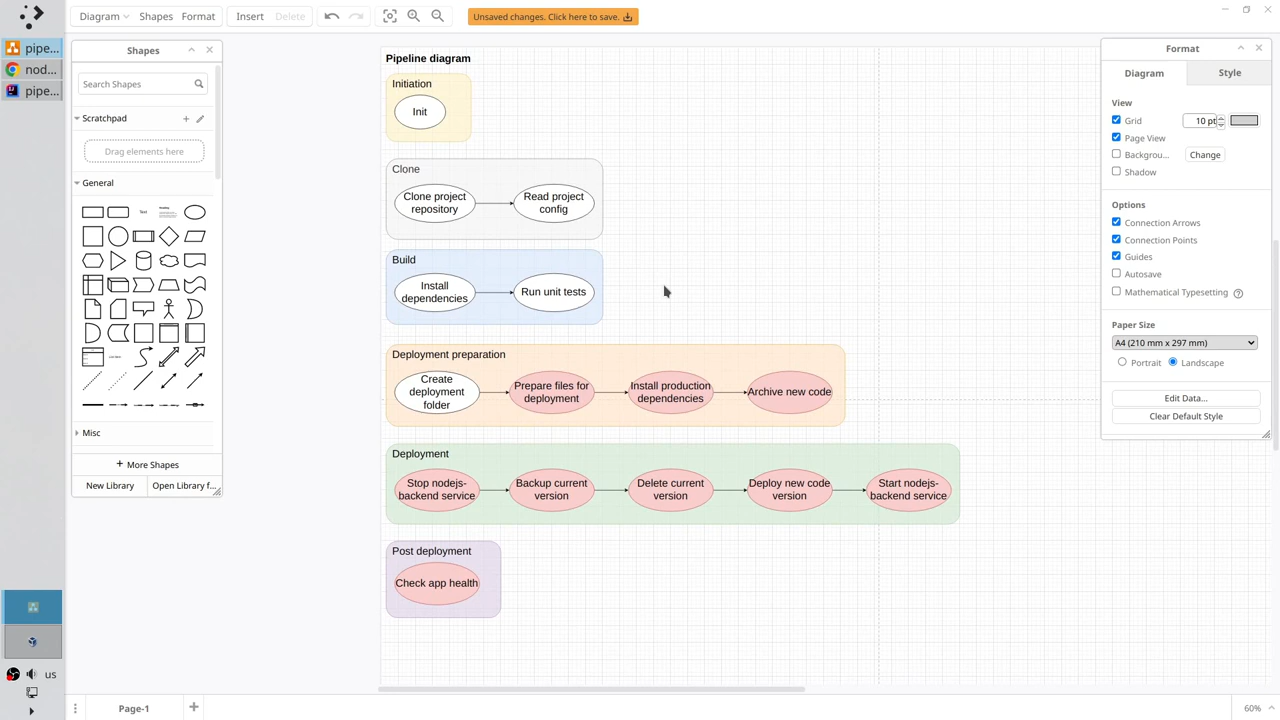 Diagram Shapes Format Insert Delete Unsaved changes. Click here to save.
pipe...
nod...
pipe...
us
Shapes
Search Shapes
Scratchpad
Drag elements here
General
Text
Misc
More Shapes
New Library Open Library f...
Pipeline diagram
Initiation
Init
Clone
Clone project
repository
Read project
config
Build
Install
dependencies
Run unit tests
Deployment preparation
Create
deployment
folder
Prepare files for
deployment
Install production
dependencies
Archive new code
Deployment
Stop nodejs-
backend service
Backup current
version
Delete current
version
Deploy new code
version
Start nodejs-
backend service
Post deployment
Check app health
Format
Diagram Style
View
Grid 10 pt
Page View
Backgrou... Change
Shadow
Options
Connection Arrows
Connection Points
Guides
Autosave
Mathematical Typesetting ?
Paper Size
A4 (210 mm x 297 mm)
Portrait Landscape
Edit Data...
Clear Default Style
Page-1
60%